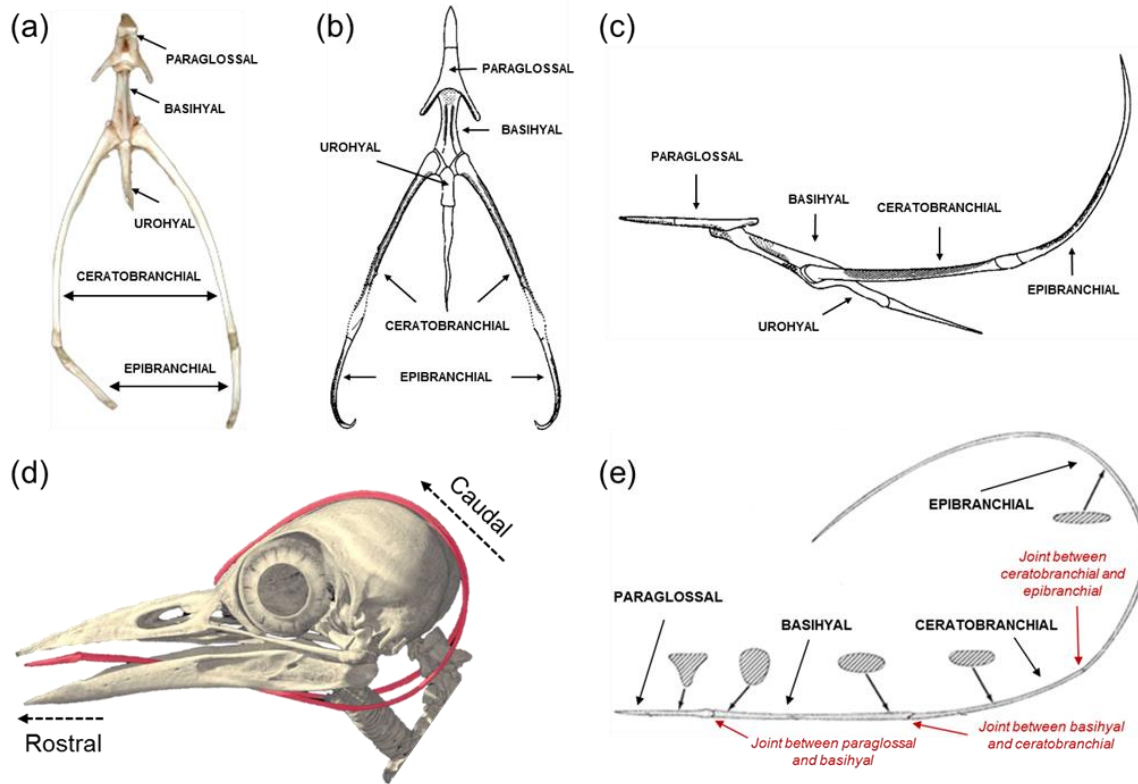 (a)
PARAGLOSSAL
BASIHYAL
UROHYAL
CERATOBRANCHIAL
EPIBRANCHIAL
(b)
PARAGLOSSAL
BASIHYAL
UROHYAL
CERATOBRANCHIAL
EPIBRANCHIAL
(c)
PARAGLOSSAL
BASIHYAL
CERATOBRANCHIAL
EPIBRANCHIAL
UROHYAL
(d)
Caudal
Rostral
(e)
EPIBRANCHIAL
Joint between
ceratobranchial and
epibranchial
PARAGLOSSAL
BASIHYAL
CERATOBRANCHIAL
Joint between paraglossal
and basihyal
Joint between basihyal
and ceratobranchial